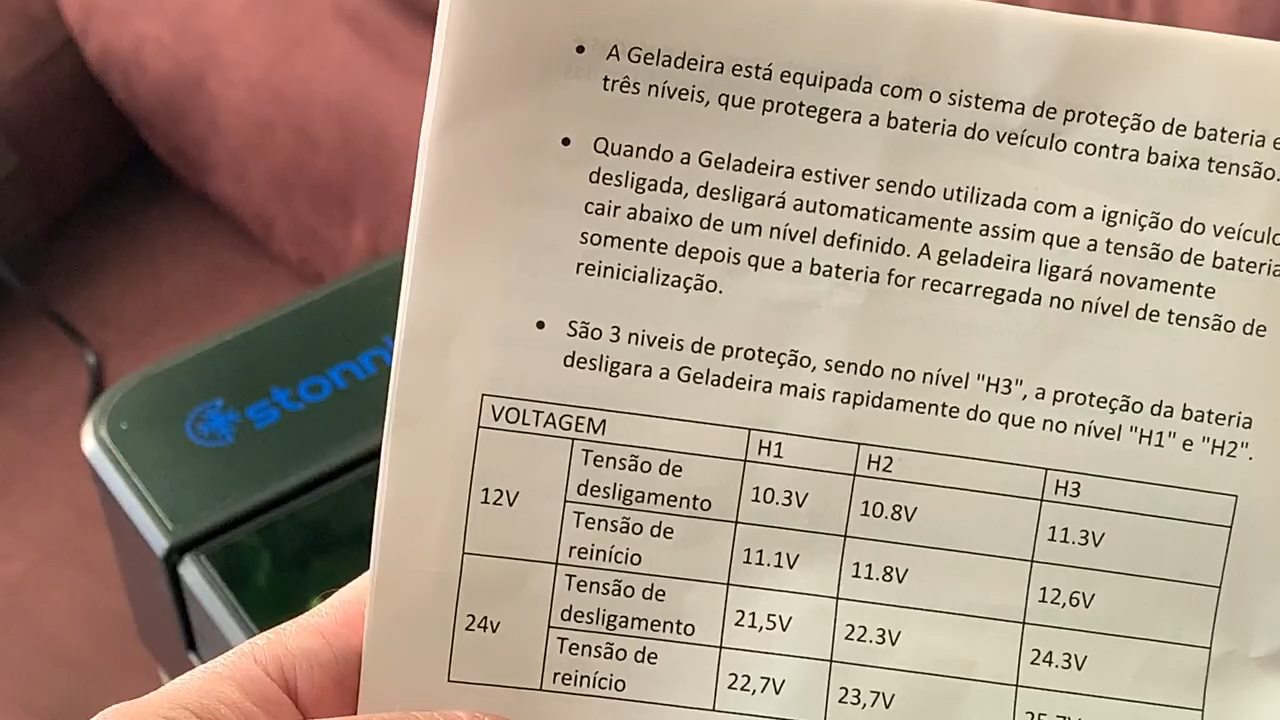 A Geladeira está equipada com o sistema de proteção de bateria
três níveis, que protegera a bateria do veículo contra baixa tensão.
Quando a Geladeira estiver sendo utilizada com a ignição do veículo
desligada, desligará automaticamente assim que a tensão de bateria
cair abaixo de um nível definido. A geladeira ligará novamente
somente depois que a bateria for recarregada no nível de tensão de
reinicialização.
São 3 niveis de proteção, sendo no nível "H3", a proteção da bateria
desligara a Geladeira mais rapidamente do que no nível "H1" e "H2".
VOLTAGEM H1 H2 H3
12V
Tensão de
desligamento 10.3V 10.8V 11.3V
Tensão de
reinício 11.1V 11.8V 12,6V
24v
Tensão de
desligamento 21,5V 22.3V 24.3V
Tensão de
reinício 22,7V 23,7V
stonn